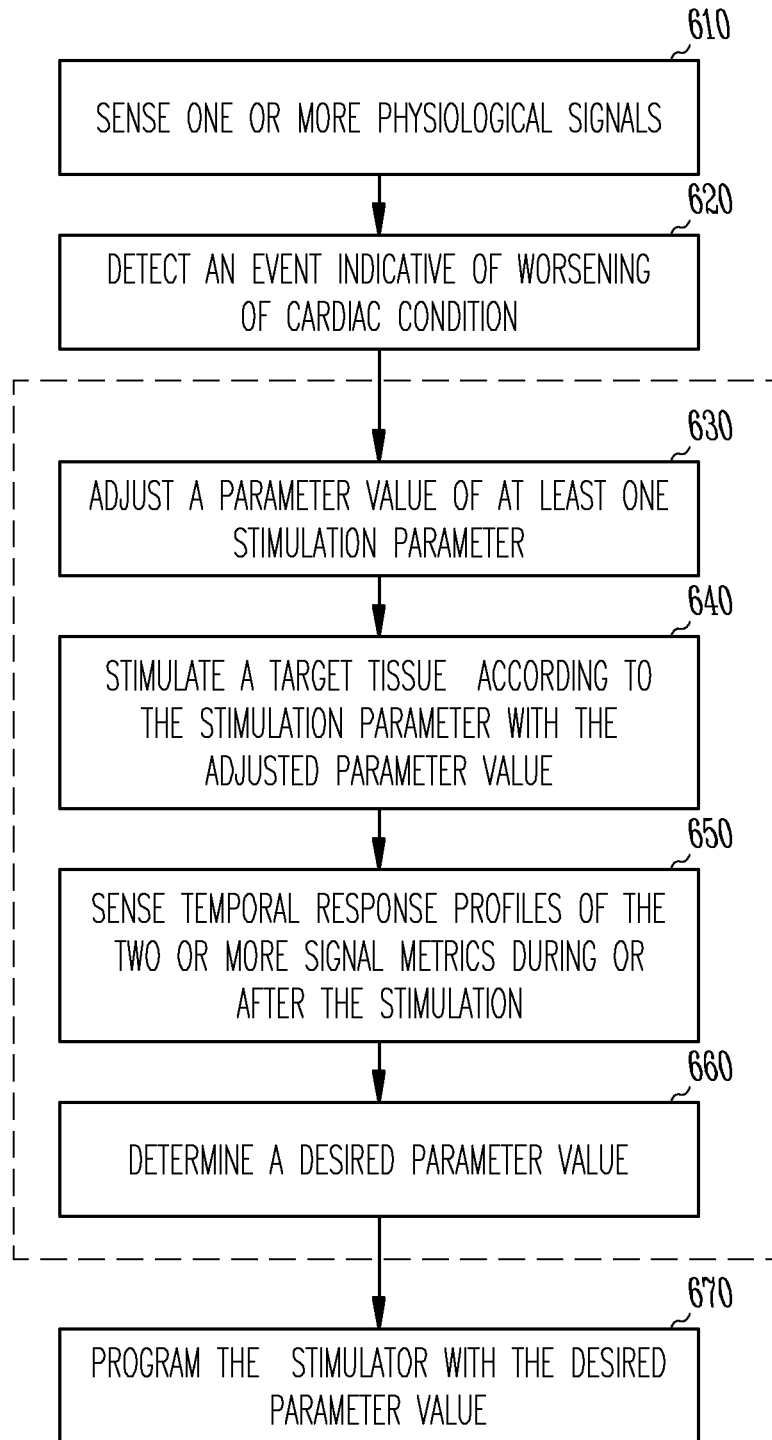 610
SENSE ONE OR MORE PHYSIOLOGICAL SIGNALS
620
DETECT AN EVENT INDICATIVE OF WORSENING
OF CARDIAC CONDITION
630
ADJUST A PARAMETER VALUE OF AT LEAST ONE
STIMULATION PARAMETER
640
STIMULATE A TARGET TISSUE ACCORDING TO
THE STIMULATION PARAMETER WITH THE
ADJUSTED PARAMETER VALUE
650
SENSE TEMPORAL RESPONSE PROFILES OF THE
TWO OR MORE SIGNAL METRICS DURING OR
AFTER THE STIMULATION
660
DETERMINE A DESIRED PARAMETER VALUE
670
PROGRAM THE STIMULATOR WITH THE DESIRED
PARAMETER VALUE